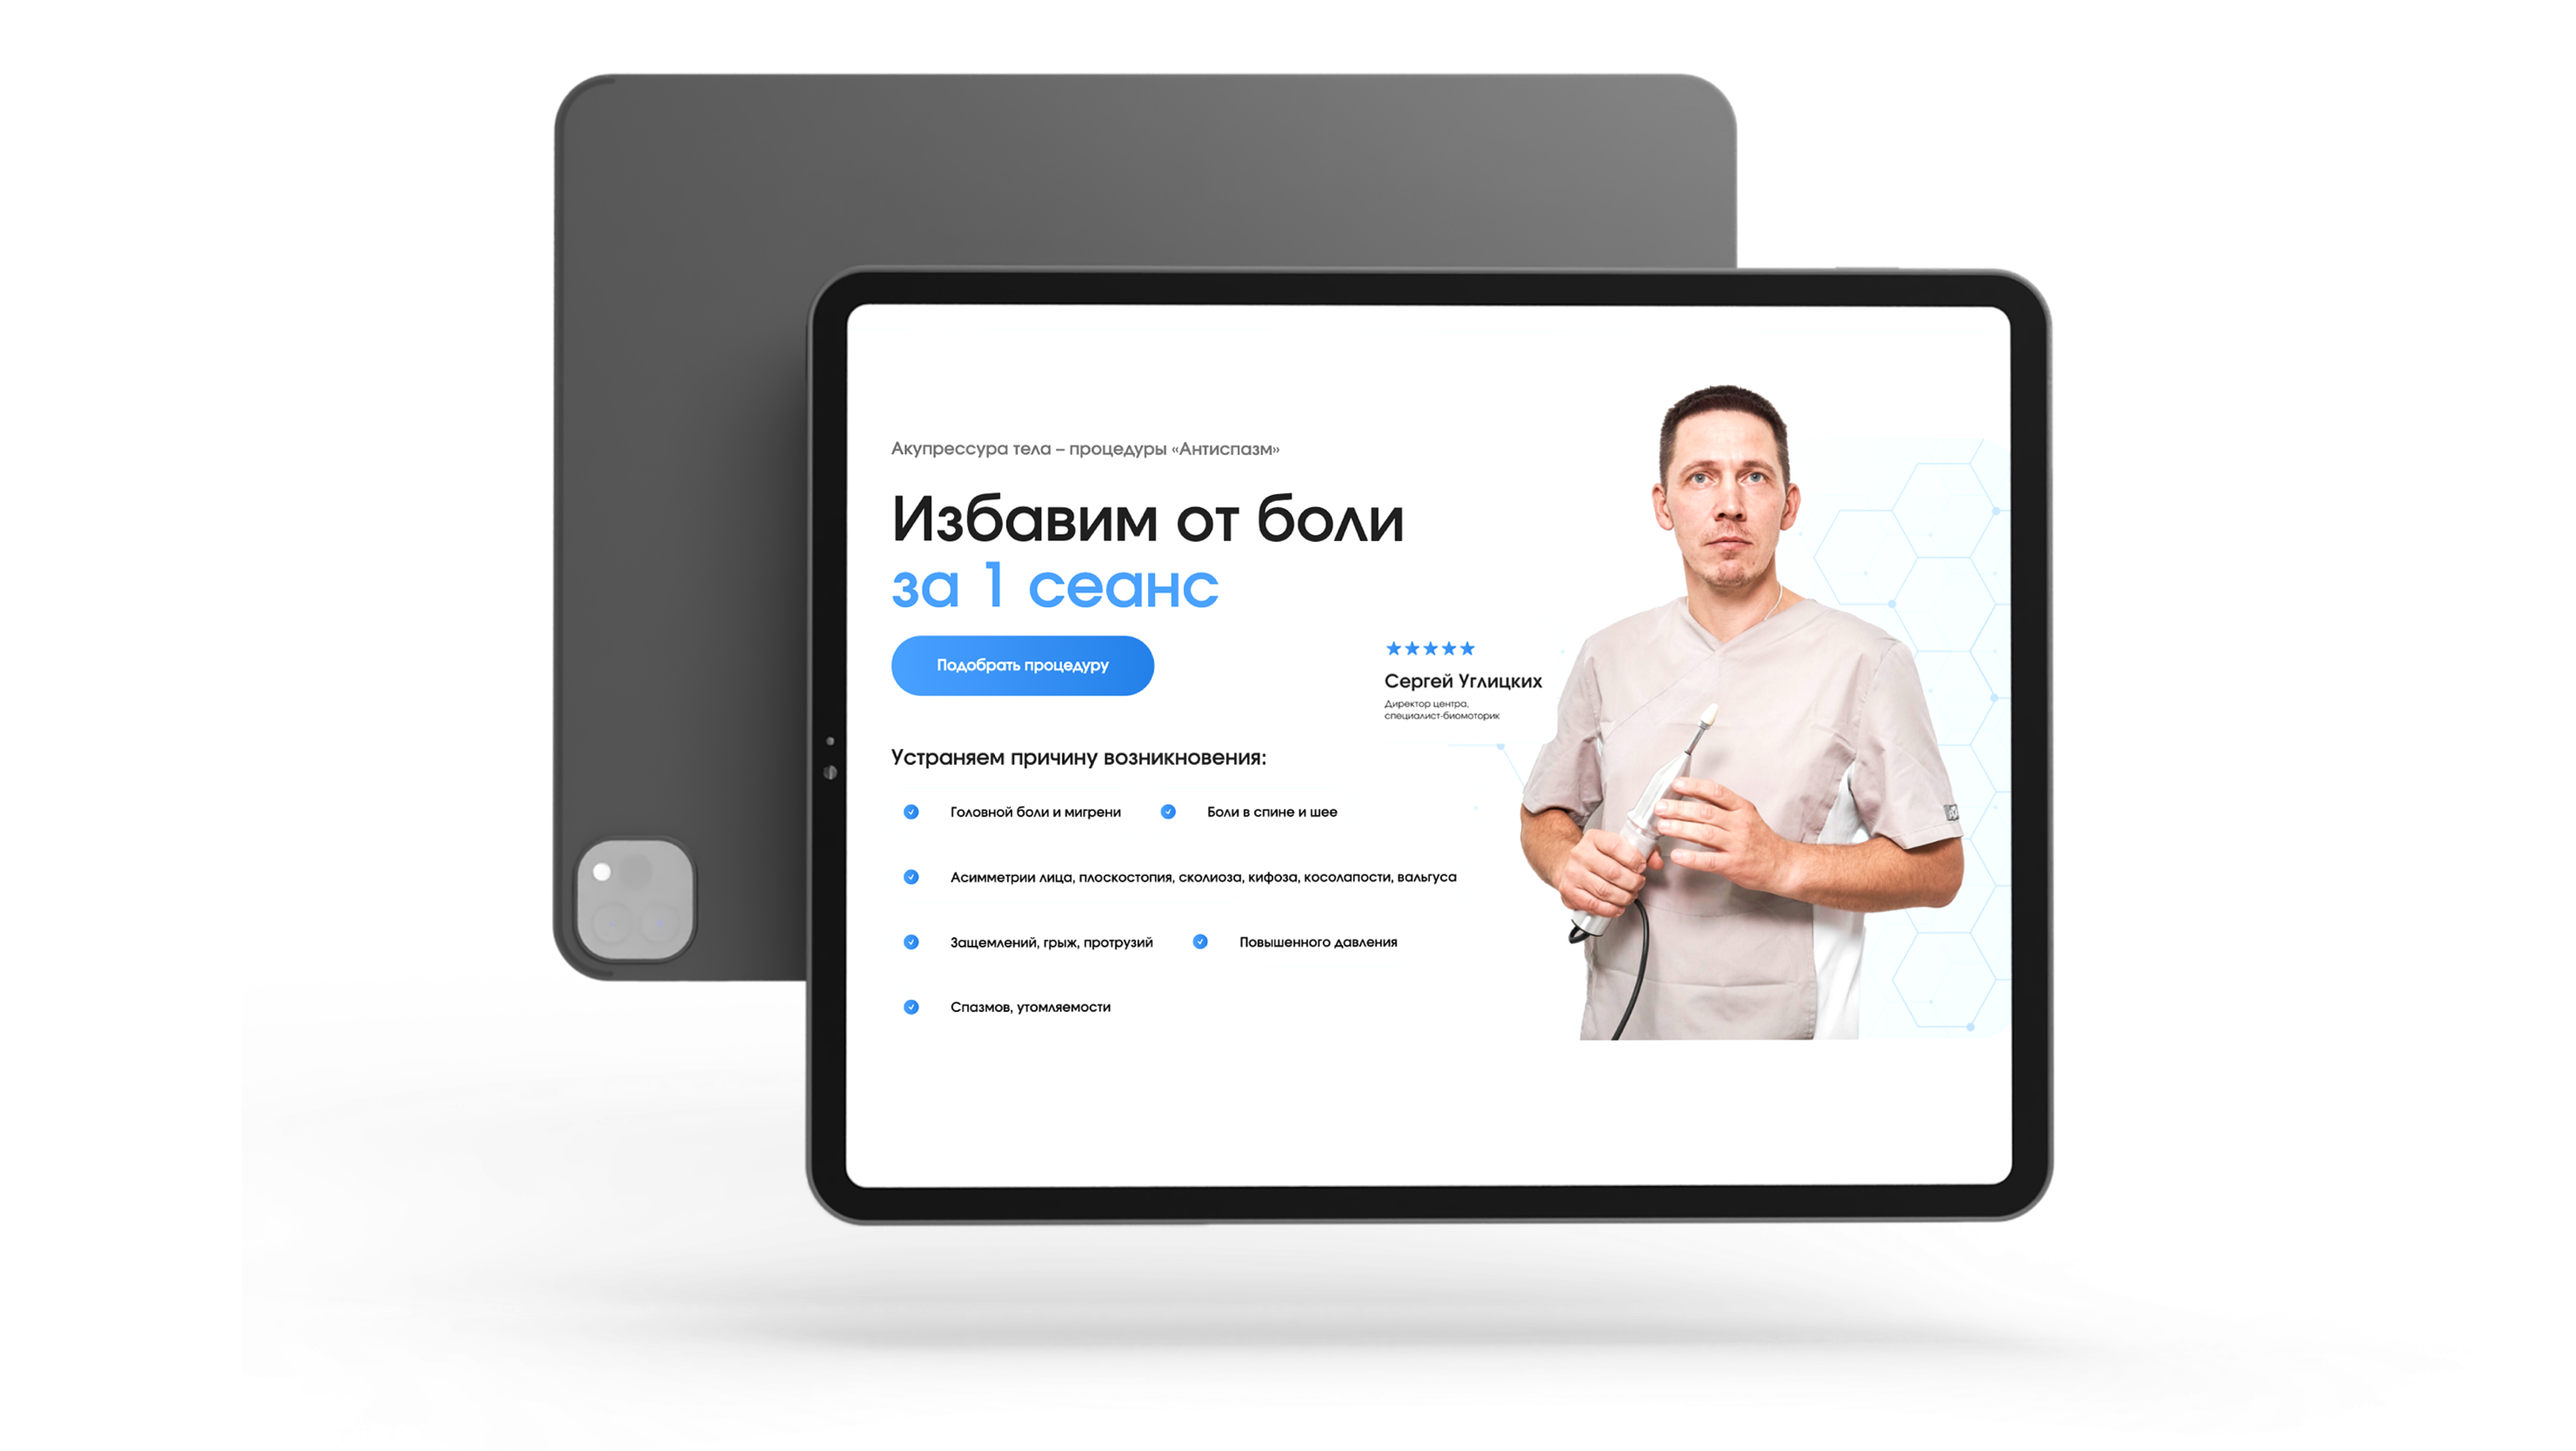 Акупрессура тела – процедуры «Антиспазм»
Избавим от боли
за 1 сеанс
Подобрать процедуру
Сергей Углицких
Директор центра,
специалист-биомоторик
Устраняем причину возникновения:
Головной боли и мигрени
Боли в спине и шее
Асимметрии лица, плоскостопия, сколиоза, кифоза, косолапости, вальгуса
Защемлений, грыж, протрузий
Повышенного давления
Спазмов, утомляемости